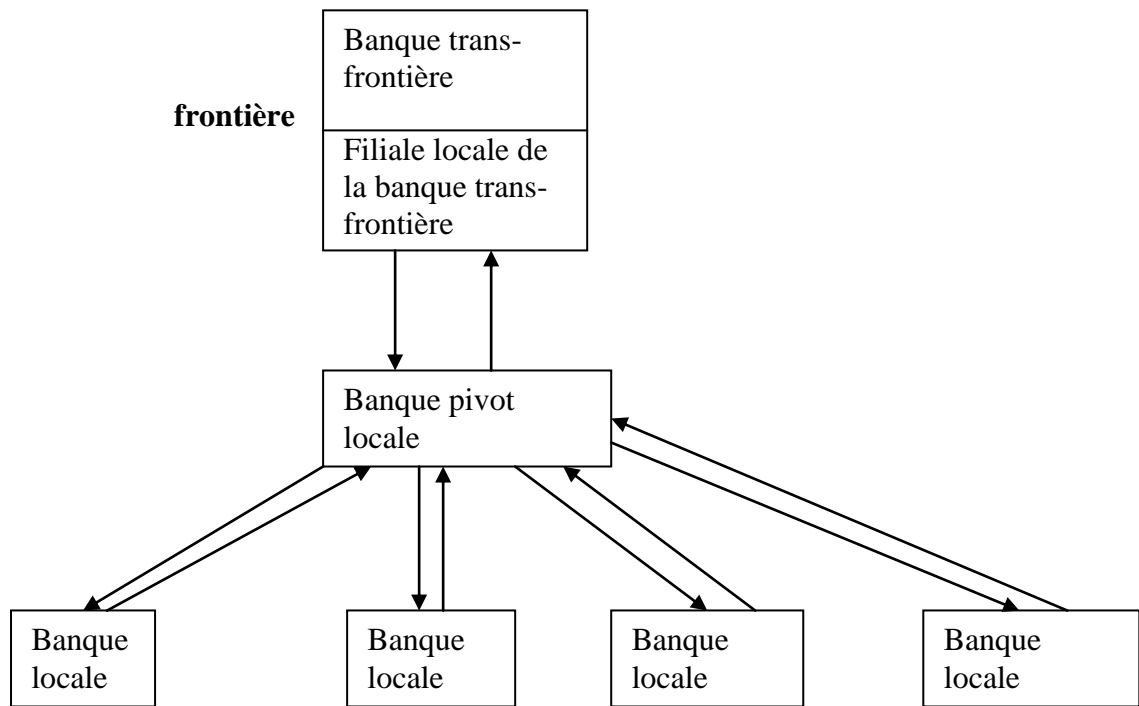 Banque trans-
frontière
frontière
Filiale locale de
la banque trans-
frontière
Banque pivot
locale
Banque
locale
Banque
locale
Banque
locale
Banque
locale